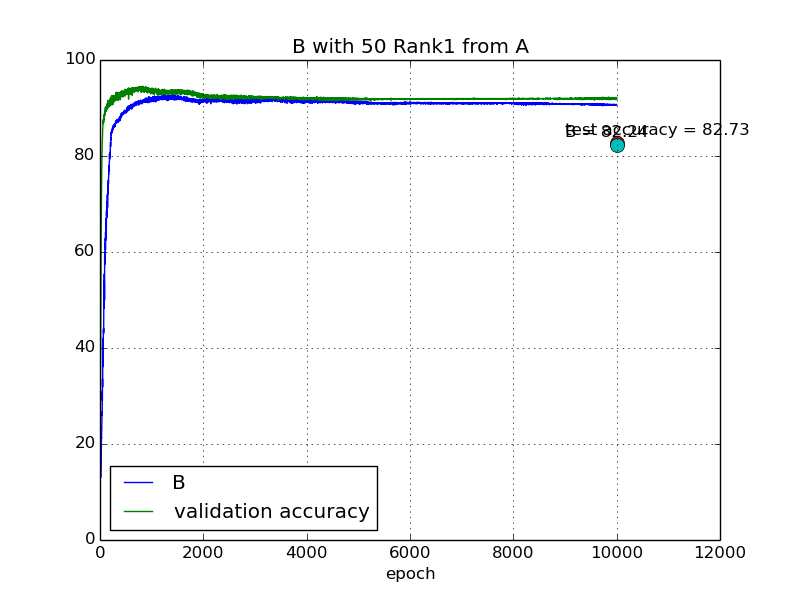 B with 50 Rank1 from A
100
80
60
40
20
0
test accuracy = 82.73
B = 82.24
B
validation accuracy
0
2000
4000
6000
8000
10000
12000
epoch